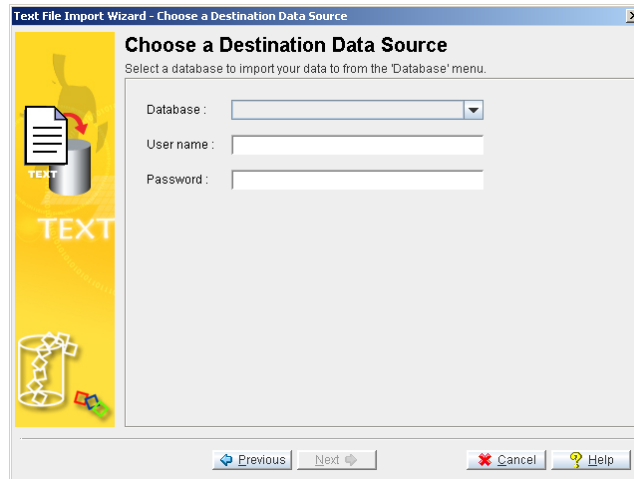 Text File Import Wizard - Choose a Destination Data Source
Choose a Destination Data Source
Select a database to import your data to from the 'Database' menu.
Database :
User name :
Password :
TEXT
TEXT
Previous Next Cancel Help